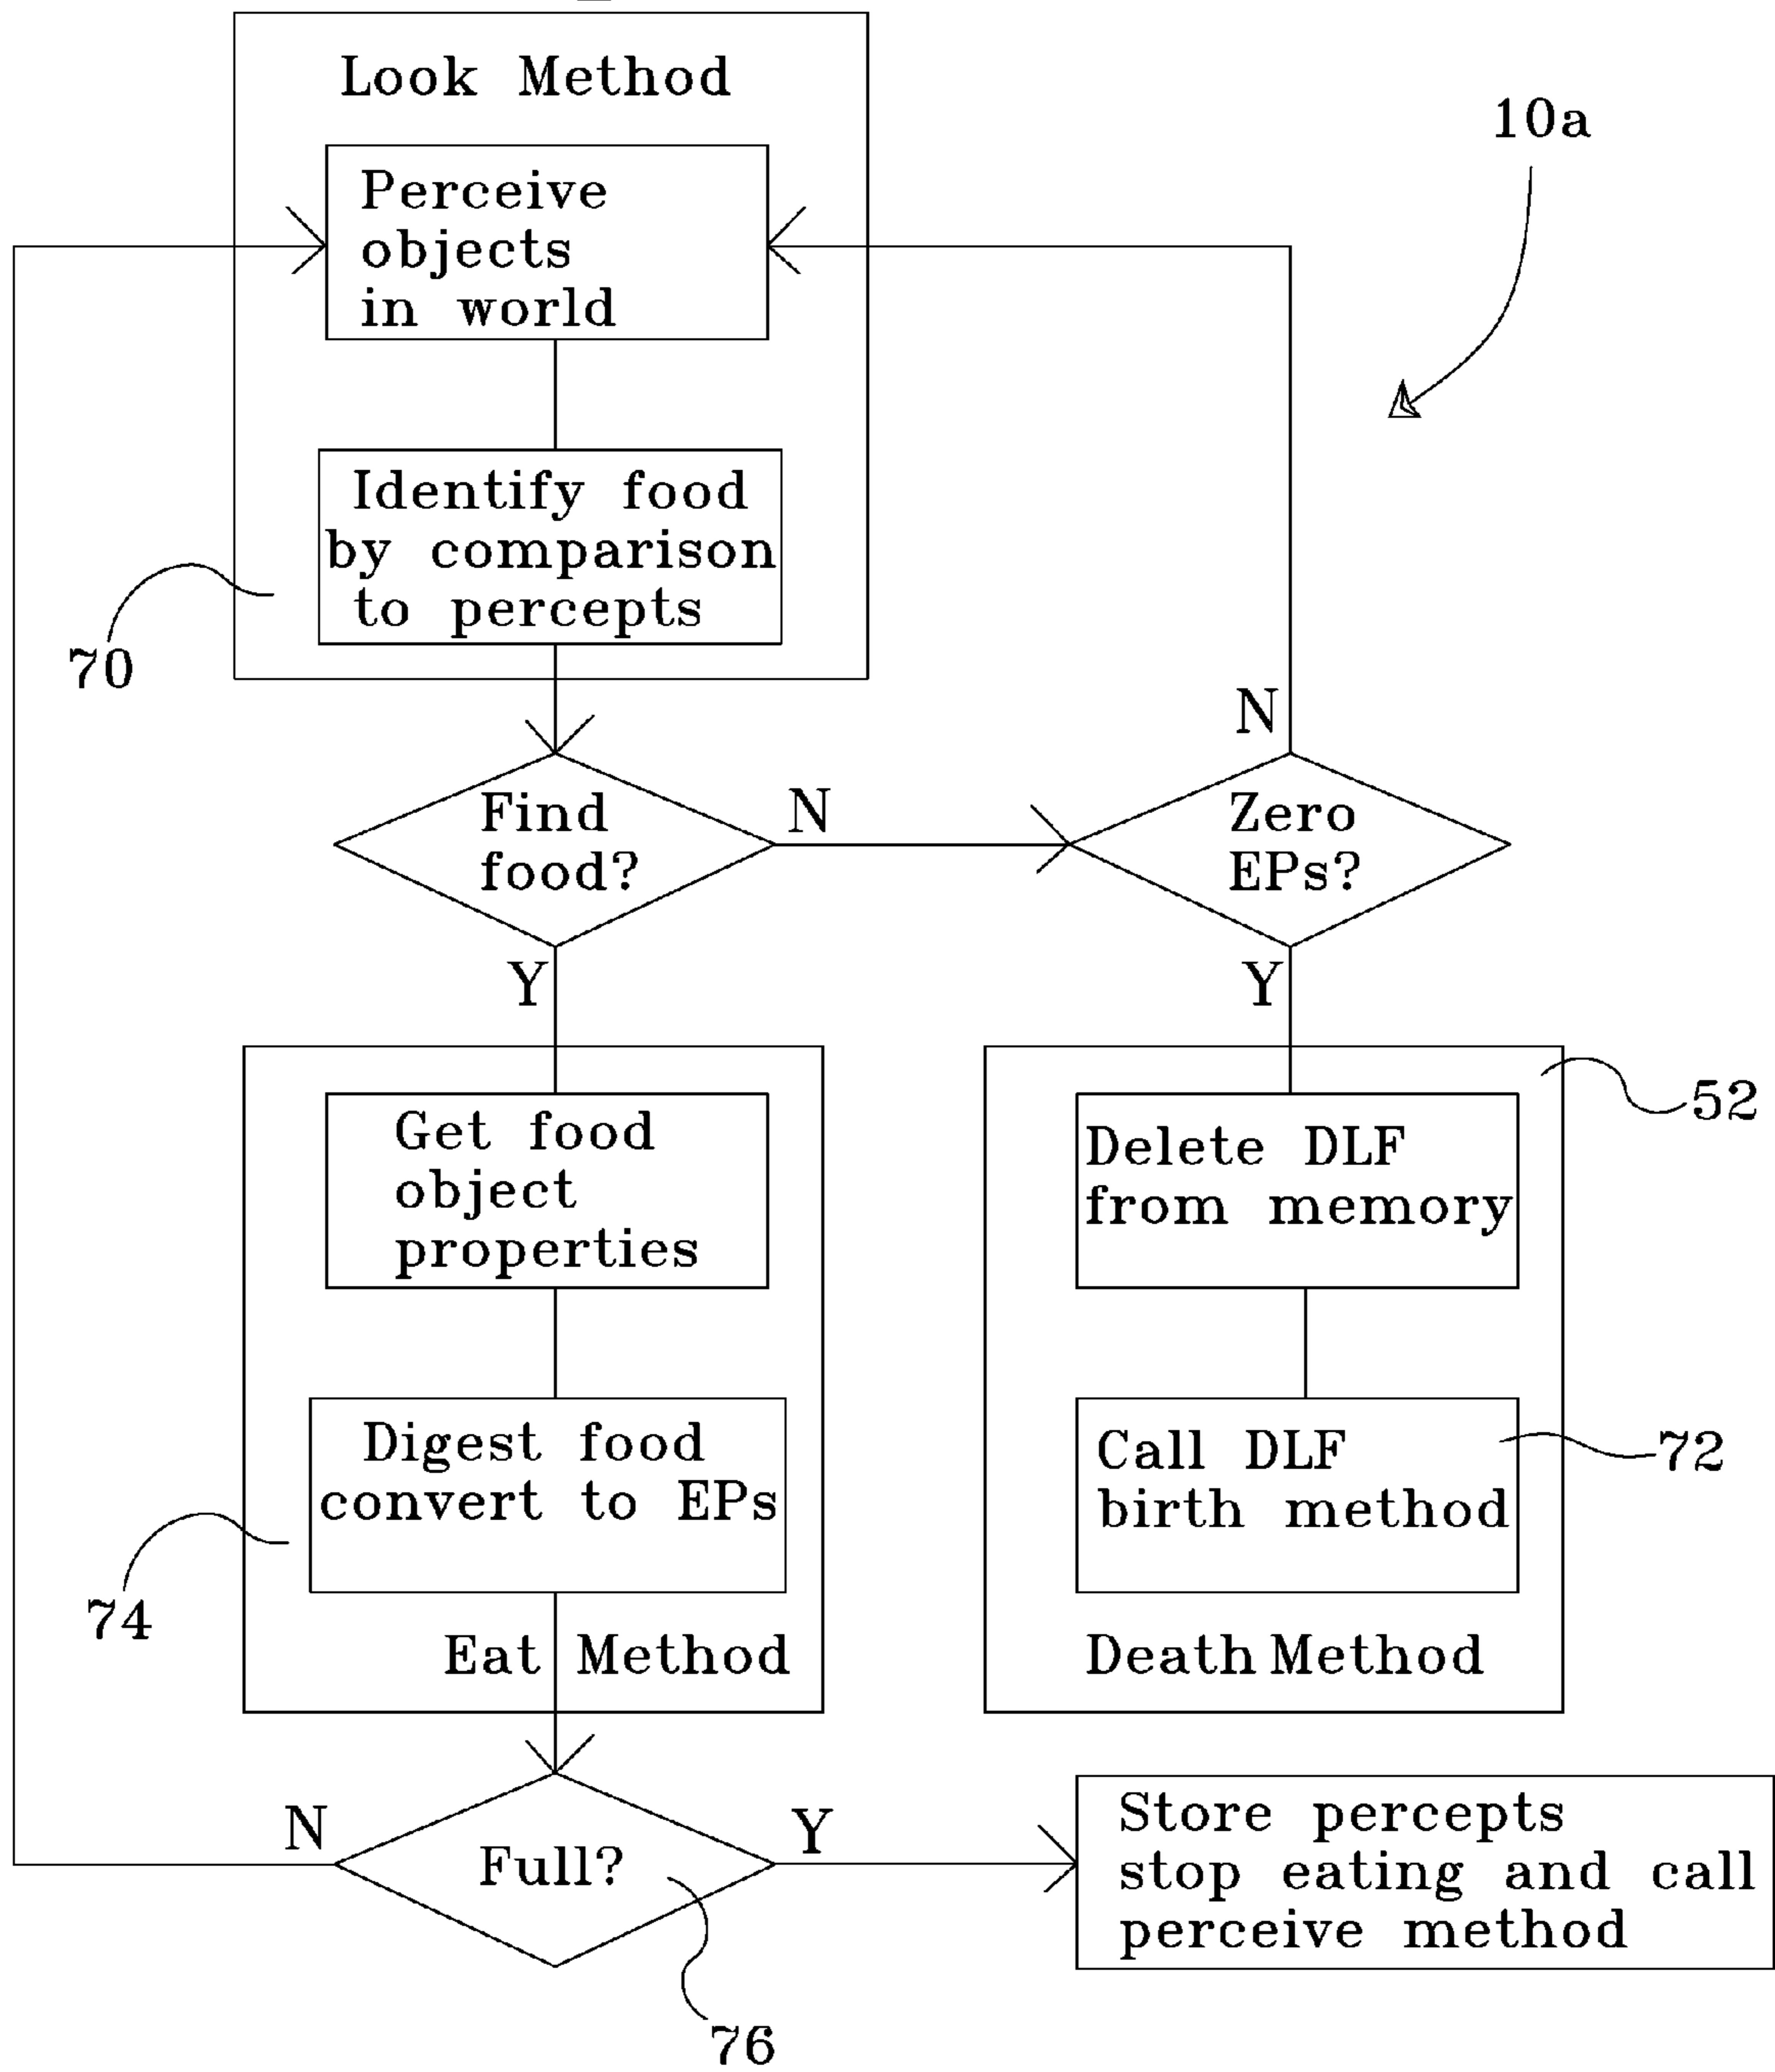 Look Method
10a
Perceive
objects
in world
Identify food
by comparison
to percepts
70
N
Find
food?
N
Zero
EPs?
Y
Y
52
Get food
object
properties
Delete DLF
from memory
Digest food
convert to EPs
Call DLF
birth method
72
74
Eat Method
Death Method
N
Full?
Y
Store percepts
stop eating and call
perceive method
76